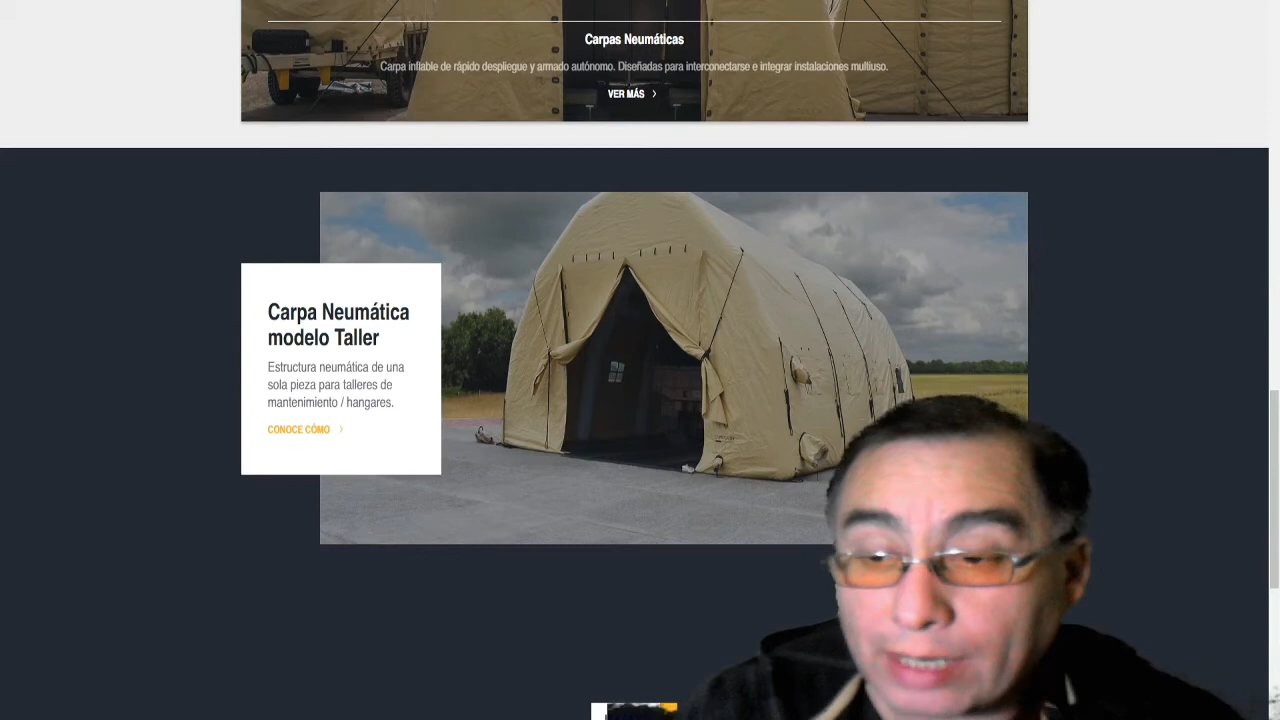 Carpas Neumáticas
Carpa inflable de rápido despliegue y armado autónomo. Diseñadas para interconectarse e integrar instalaciones multiuso.
VER MÁS
Carpa Neumática
modelo Taller
Estructura neumática de una
sola pieza para talleres de
mantenimiento / hangares.
CONOCE CÓMO